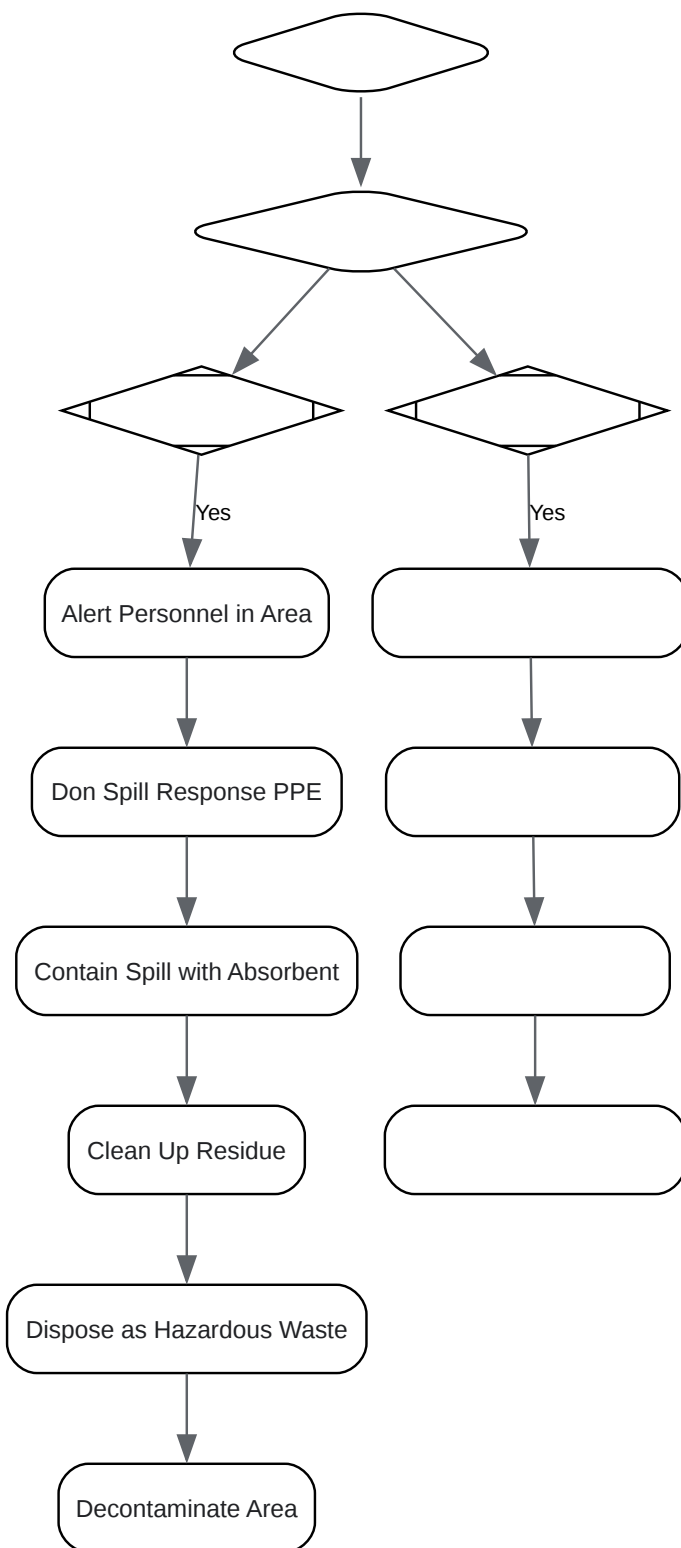 Yes
Yes
Alert Personnel in Area
Don Spill Response PPE
Contain Spill with Absorbent
Clean Up Residue
Dispose as Hazardous Waste
Decontaminate Area